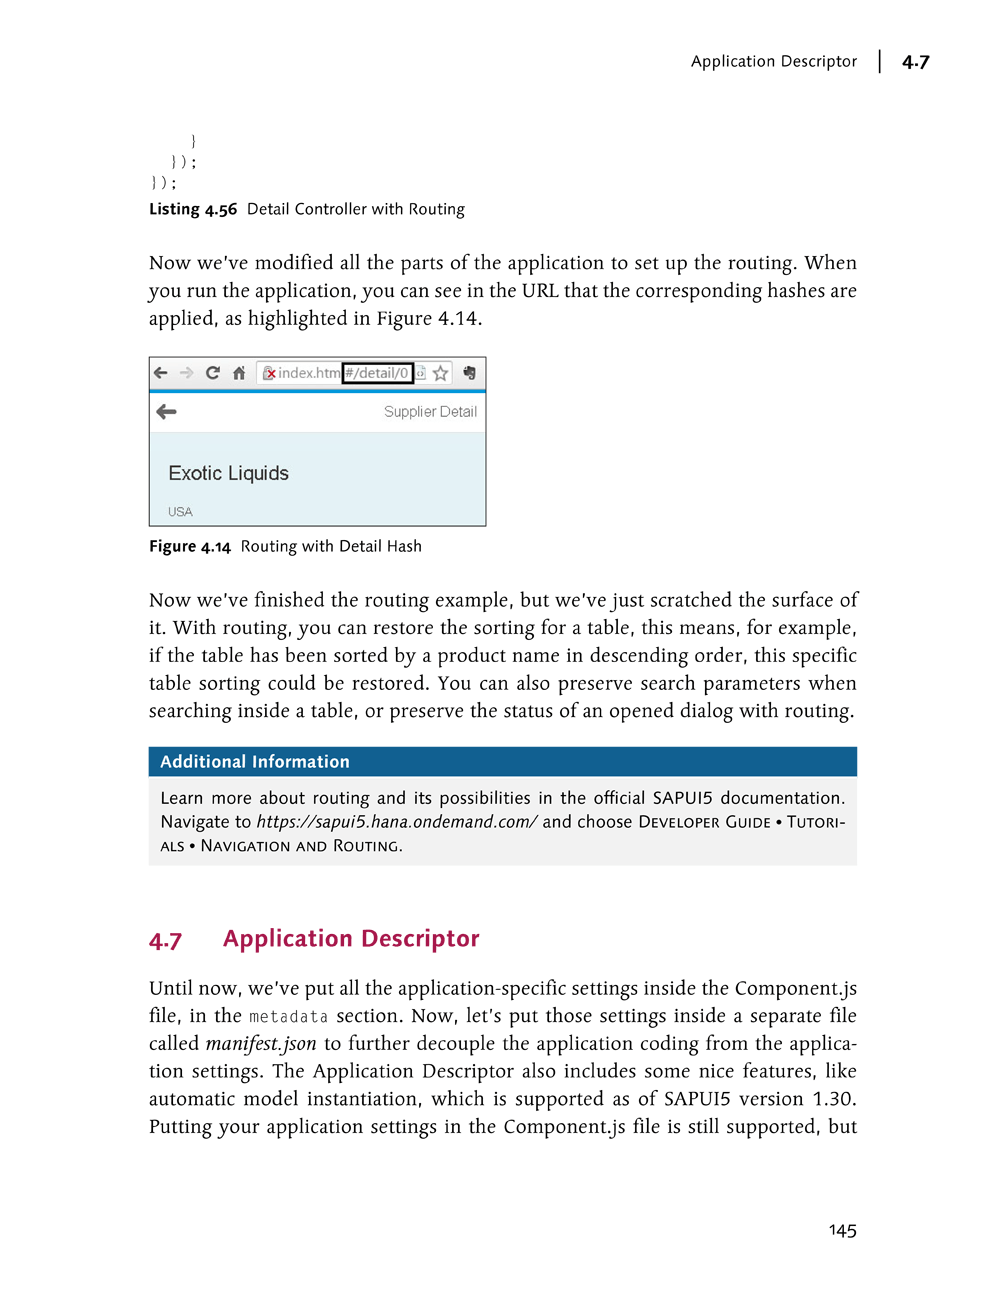 Application Descriptor | 4.7
}
});
});
Listing 4.56 Detail Controller with Routing
Now we've modified all the parts of the application to set up the routing. When
you run the application, you can see in the URL that the corresponding hashes are
applied, as highlighted in Figure 4.14.
index.htm #/detail/0
Supplier Detail
Exotic Liquids
USA
Figure 4.14 Routing with Detail Hash
Now we've finished the routing example, but we've just scratched the surface of
it. With routing, you can restore the sorting for a table, this means, for example,
if the table has been sorted by a product name in descending order, this specific
table sorting could be restored. You can also preserve search parameters when
searching inside a table, or preserve the status of an opened dialog with routing.
Additional Information
Learn more about routing and its possibilities in the official SAPUI5 documentation.
Navigate to https://sapui5.hana.ondemand.com/ and choose DEVELOPER GUIDE • TUTORI-
ALS • NAVIGATION AND ROUTING.
4.7 Application Descriptor
Until now, we've put all the application-specific settings inside the Component.js
file, in the metadata section. Now, let's put those settings inside a separate file
called manifest.json to further decouple the application coding from the applica-
tion settings. The Application Descriptor also includes some nice features, like
automatic model instantiation, which is supported as of SAPUI5 version 1.30.
Putting your application settings in the Component.js file is still supported, but
145